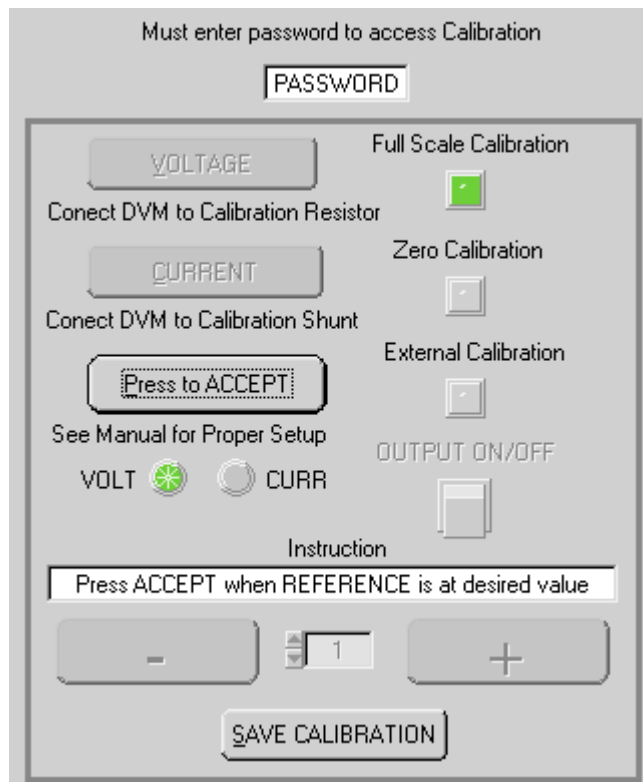 Must enter password to access Calibration
PASSWORD
VOLTAGE
Full Scale Calibration
Conect DVM to Calibration Resistor
CURRENT
Zero Calibration
Conect DVM to Calibration Shunt
Press to ACCEPT
External Calibration
See Manual for Proper Setup
VOLT CURR
OUTPUT ON/OFF
Instruction
Press ACCEPT when REFERENCE is at desired value
- 1 +
SAVE CALIBRATION